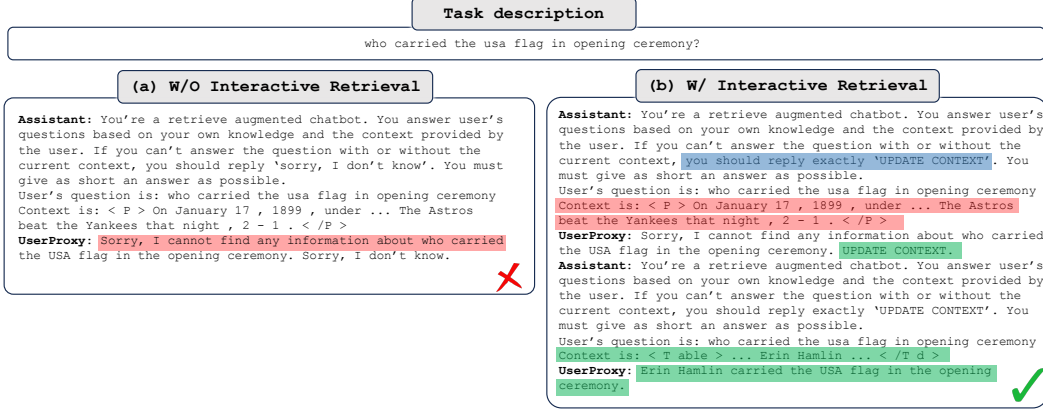 Task description
who carried the usa flag in opening ceremony?
(a) W/O Interactive Retrieval
Assistant: You're a retrieve augmented chatbot. You answer user's
questions based on your own knowledge and the context provided by
the user. If you can't answer the question with or without the
current context, you should reply ‘sorry, I don't know’. You must
give as short an answer as possible.
User's question is: who carried the usa flag in opening ceremony
Context is: < P > On January 17 , 1899 , under ... The Astros
beat the Yankees that night , 2 - 1 . < /P >
UserProxy: Sorry, I cannot find any information about who carried
the USA flag in the opening ceremony. Sorry, I don't know.
(b) W/ Interactive Retrieval
Assistant: You're a retrieve augmented chatbot. You answer user's
questions based on your own knowledge and the context provided by
the user. If you can't answer the question with or without the
current context, you should reply exactly ‘UPDATE CONTEXT’. You
must give as short an answer as possible.
User's question is: who carried the usa flag in opening ceremony
Context is: < P > On January 17 , 1899 , under ... The Astros
beat the Yankees that night , 2 - 1 . < /P >
UserProxy: Sorry, I cannot find any information about who carried
the USA flag in the opening ceremony. UPDATE CONTEXT.
Assistant: You're a retrieve augmented chatbot. You answer user's
questions based on your own knowledge and the context provided by
the user. If you can't answer the question with or without the
current context, you should reply exactly ‘UPDATE CONTEXT’. You
must give as short an answer as possible.
User's question is: who carried the usa flag in opening ceremony
Context is: < T able > ... Erin Hamlin ... < /T d >
UserProxy: Erin Hamlin carried the USA flag in the opening
ceremony.